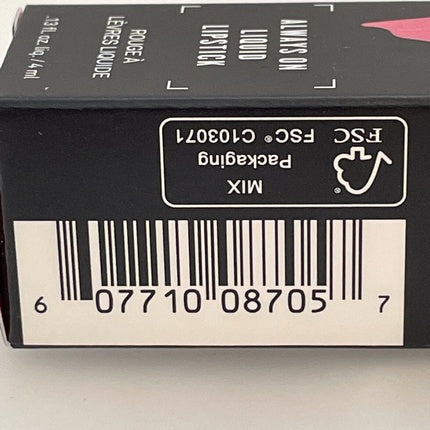 ALWAYS ON
LIQUID
LIPSTICK
ROUGE À
LÈVRES LIQUIDE
.13 fl oz liq / 4 ml
FSC
MIX
Packaging
FSC® C103071
6 07710 08705 7